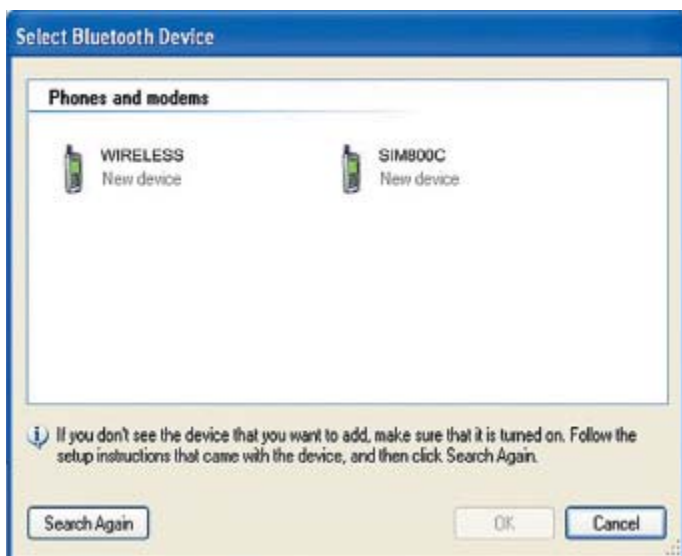 Select Bluetooth Device
Phones and modems
WIRELESS
New device
SIM800C
New device
If you don't see the device that you want to add, make sure that it is turned on. Follow the
setup instructions that came with the device, and then click Search Again.
Search Again
OK
Cancel